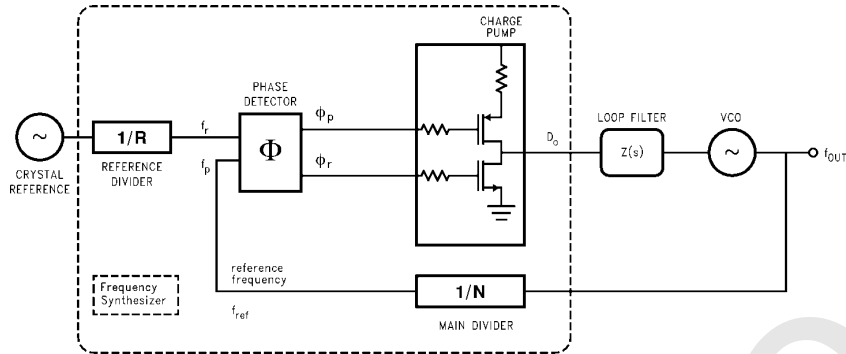 CHARGE
PUMP
PHASE
DETECTOR
LOOP FILTER
VCO
~
1/R
fr
fp
Φ
ϕp
ϕr
Do
Z(s)
~
fOUT
CRYSTAL
REFERENCE
REFERENCE
DIVIDER
reference
frequency
fref
1/N
MAIN DIVIDER
Frequency
Synthesizer